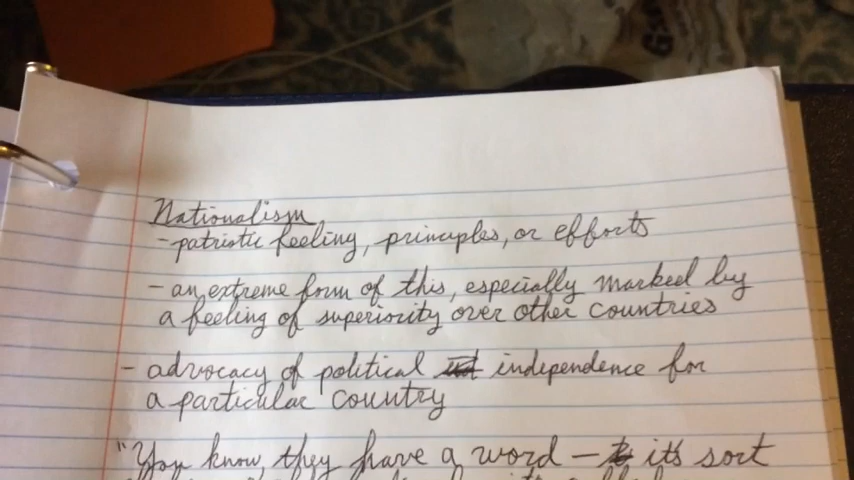 Nationalism
- patriotic feeling, principles, or efforts
- an extreme form of this, especially marked by
a feeling of superiority over other countries
- advocacy of political independence for
a particular country
"You know, they have a word – it's sort